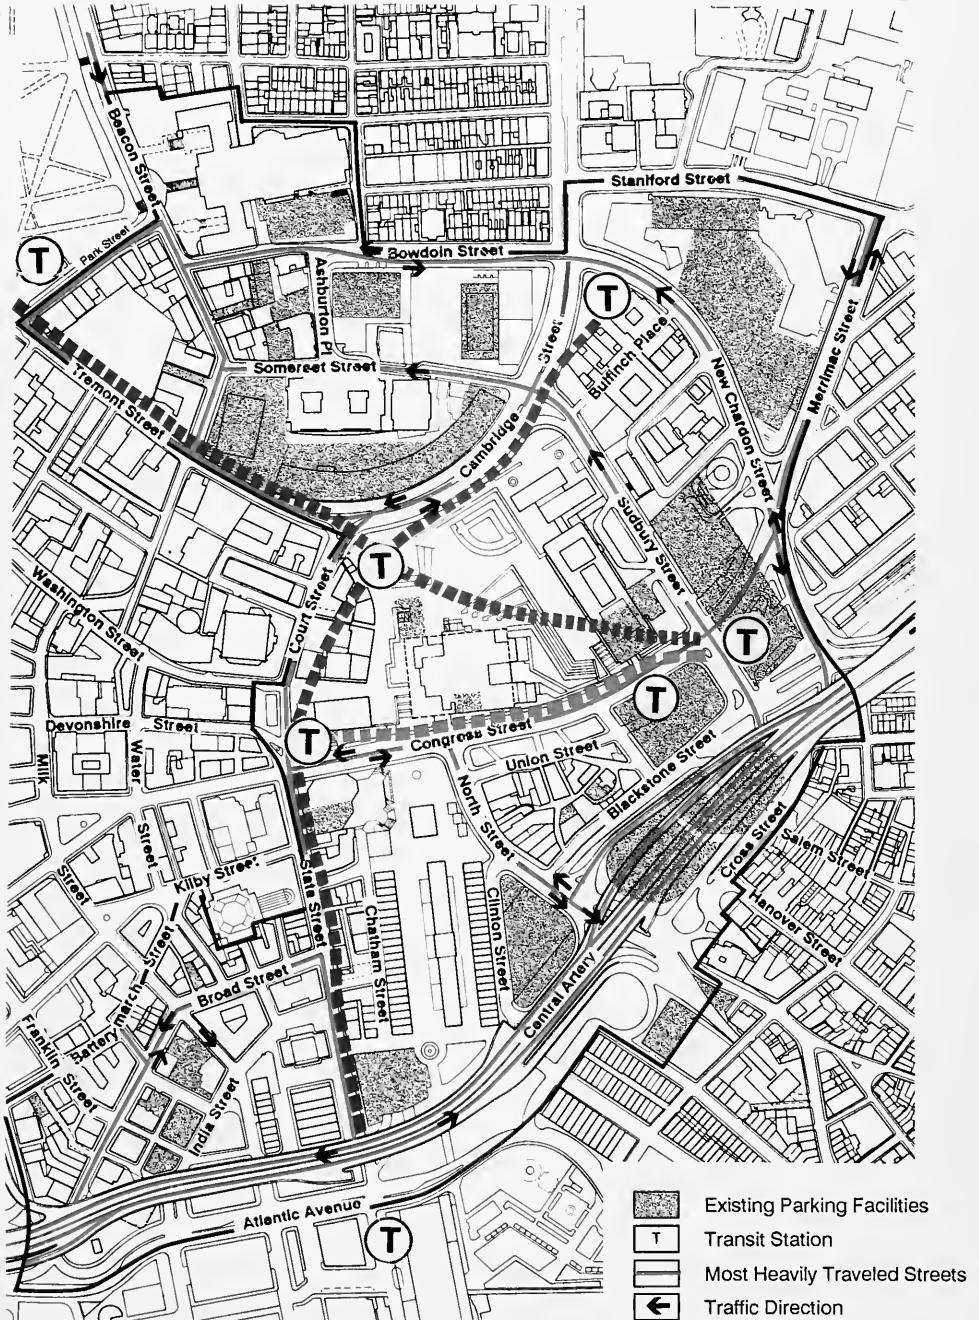 Beacon Street
Staniford Street
T
Park Street
Bowdoin Street
Ashburton Pl
T
Bulfinch Place
Merrimac Street
Street
Somerset Street
New Chardon Street
Tremont Street
Cambridge
Sudbury Street
T
Washington Street
Court Street
T
T
Devonshire Street
T
Congress Street
Milk
Water
Union Street
Blackstone Street
North Street
Cross Street
Salem Street
Street
Street
Kilby Street
State Street
Hanover Street
Clinton Street
Chatham Street
Street
Broad Street
Central Artery
Batterymarch
Franklin Street
India Street
Atlantic Avenue
T
Existing Parking Facilities
T Transit Station
Most Heavily Traveled Streets
Traffic Direction